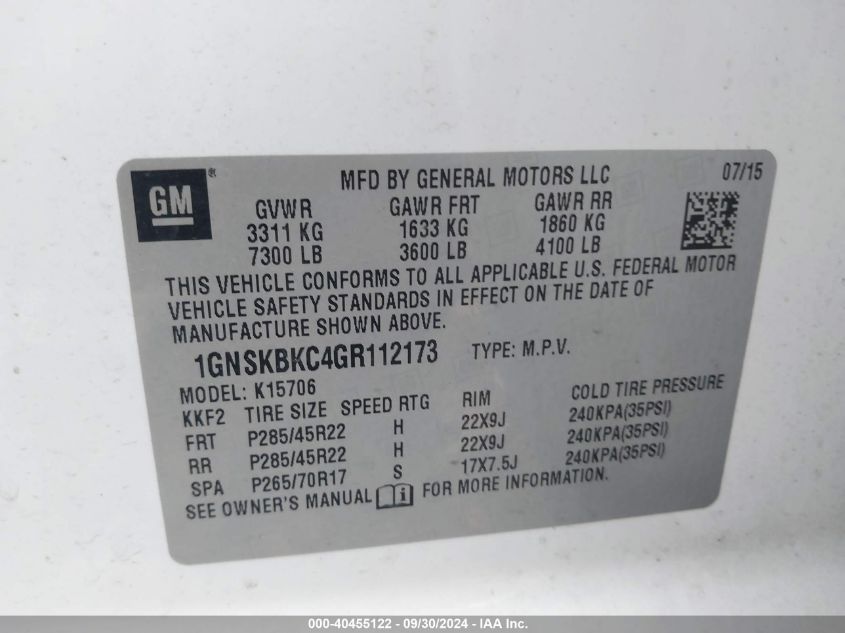 GM®
MFD BY GENERAL MOTORS LLC 07/15
GVWR GAWR FRT GAWR RR
3311 KG 1633 KG 1860 KG
7300 LB 3600 LB 4100 LB
THIS VEHICLE CONFORMS TO ALL APPLICABLE U.S. FEDERAL MOTOR
VEHICLE SAFETY STANDARDS IN EFFECT ON THE DATE OF
MANUFACTURE SHOWN ABOVE.
1GNSKBKC4GR112173 TYPE: M.P.V.
MODEL: K15706
KKF2 TIRE SIZE SPEED RTG RIM COLD TIRE PRESSURE
FRT P285/45R22 H 22X9J 240KPA(35PSI)
RR P285/45R22 H 22X9J 240KPA(35PSI)
SPA P265/70R17 S 17X7.5J 240KPA(35PSI)
SEE OWNER'S MANUAL i FOR MORE INFORMATION.
000-40455122 - 09/30/2024 - IAA Inc.